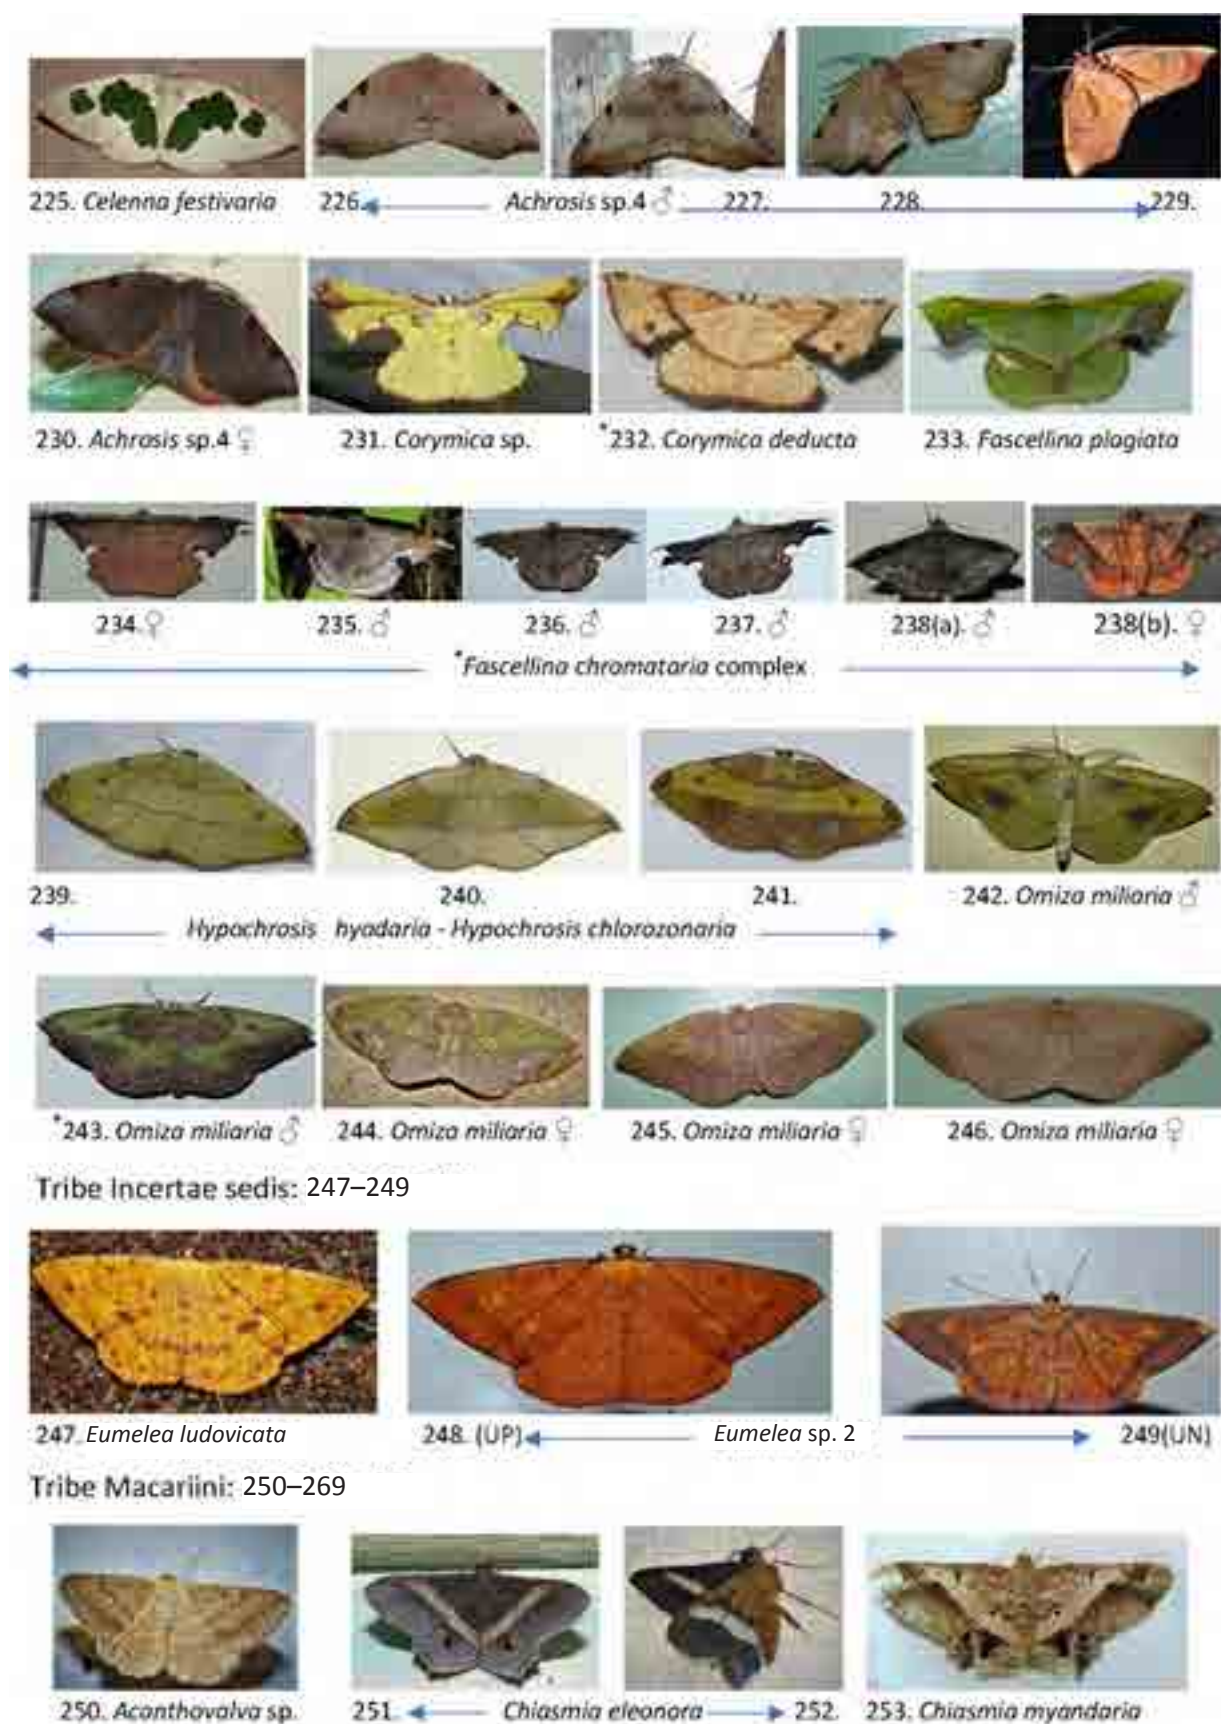 225. Celenna festivaria 226. Achrosis sp.4 ♂ 227. 228. 229.
230. Achrosis sp.4 ♀ 231. Corymica sp. *232. Corymica deducta 233. Fascellina plagiata
234.♀ 235. ♂ 236. ♂ 237. ♂ 238(a). ♂ 238(b). ♀
*Fascellina chromataria complex
239. 240. 241. 242. Omiza miliaria ♂
Hypochrosis hyadaria - Hypochrosis chlorozonaria
*243. Omiza miliaria ♂ 244. Omiza miliaria ♀ 245. Omiza miliaria ♀ 246. Omiza miliaria ♀
Tribe Incertae sedis: 247–249
247. Eumelea ludovicata 248. (UP) Eumelea sp. 2 249(UN)
Tribe Macariini: 250–269
250. Acanthovalva sp. 251. Chiasmia eleonora 252. 253. Chiasmia myandaria